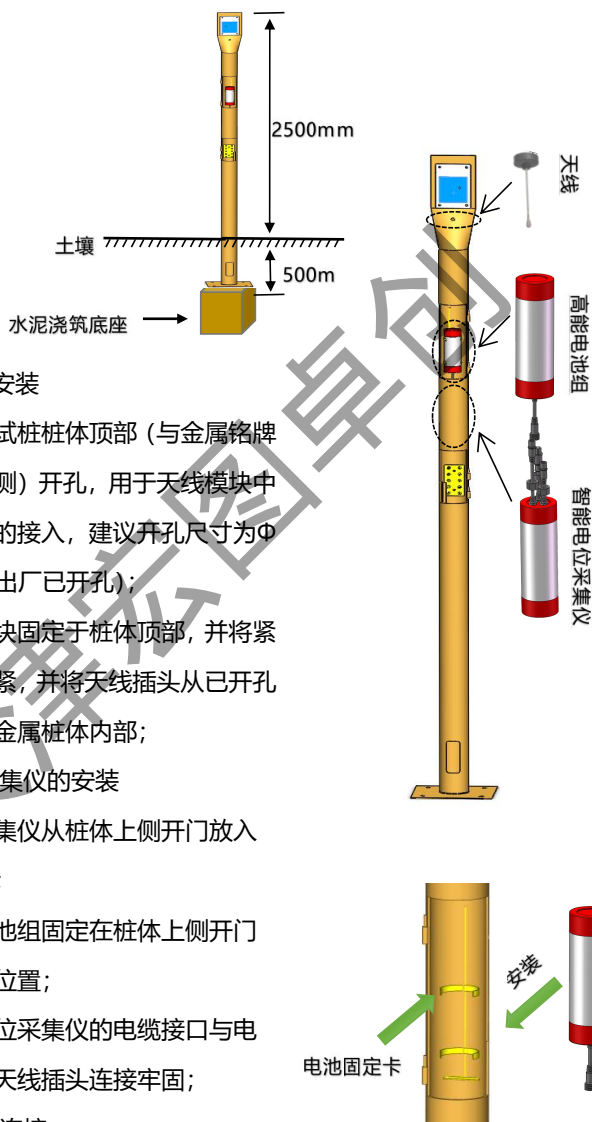 2500mm
天线
土壤
500m
水泥浇筑底座
高能电池组
安装
试桩桩体顶部（与金属铭牌
侧）开孔，用于天线模块中
的接入，建议开孔尺寸为Φ
出厂已开孔）；
智能电位采集仪
块固定于桩体顶部，并将紧
紧，并将天线插头从已开孔
金属桩体内部；
集仪的安装
集仪从桩体上侧开门放入
；
池组固定在桩体上侧开门
位置；
位采集仪的电缆接口与电
天线插头连接牢固；
安装
电池固定卡
津宏图卓创